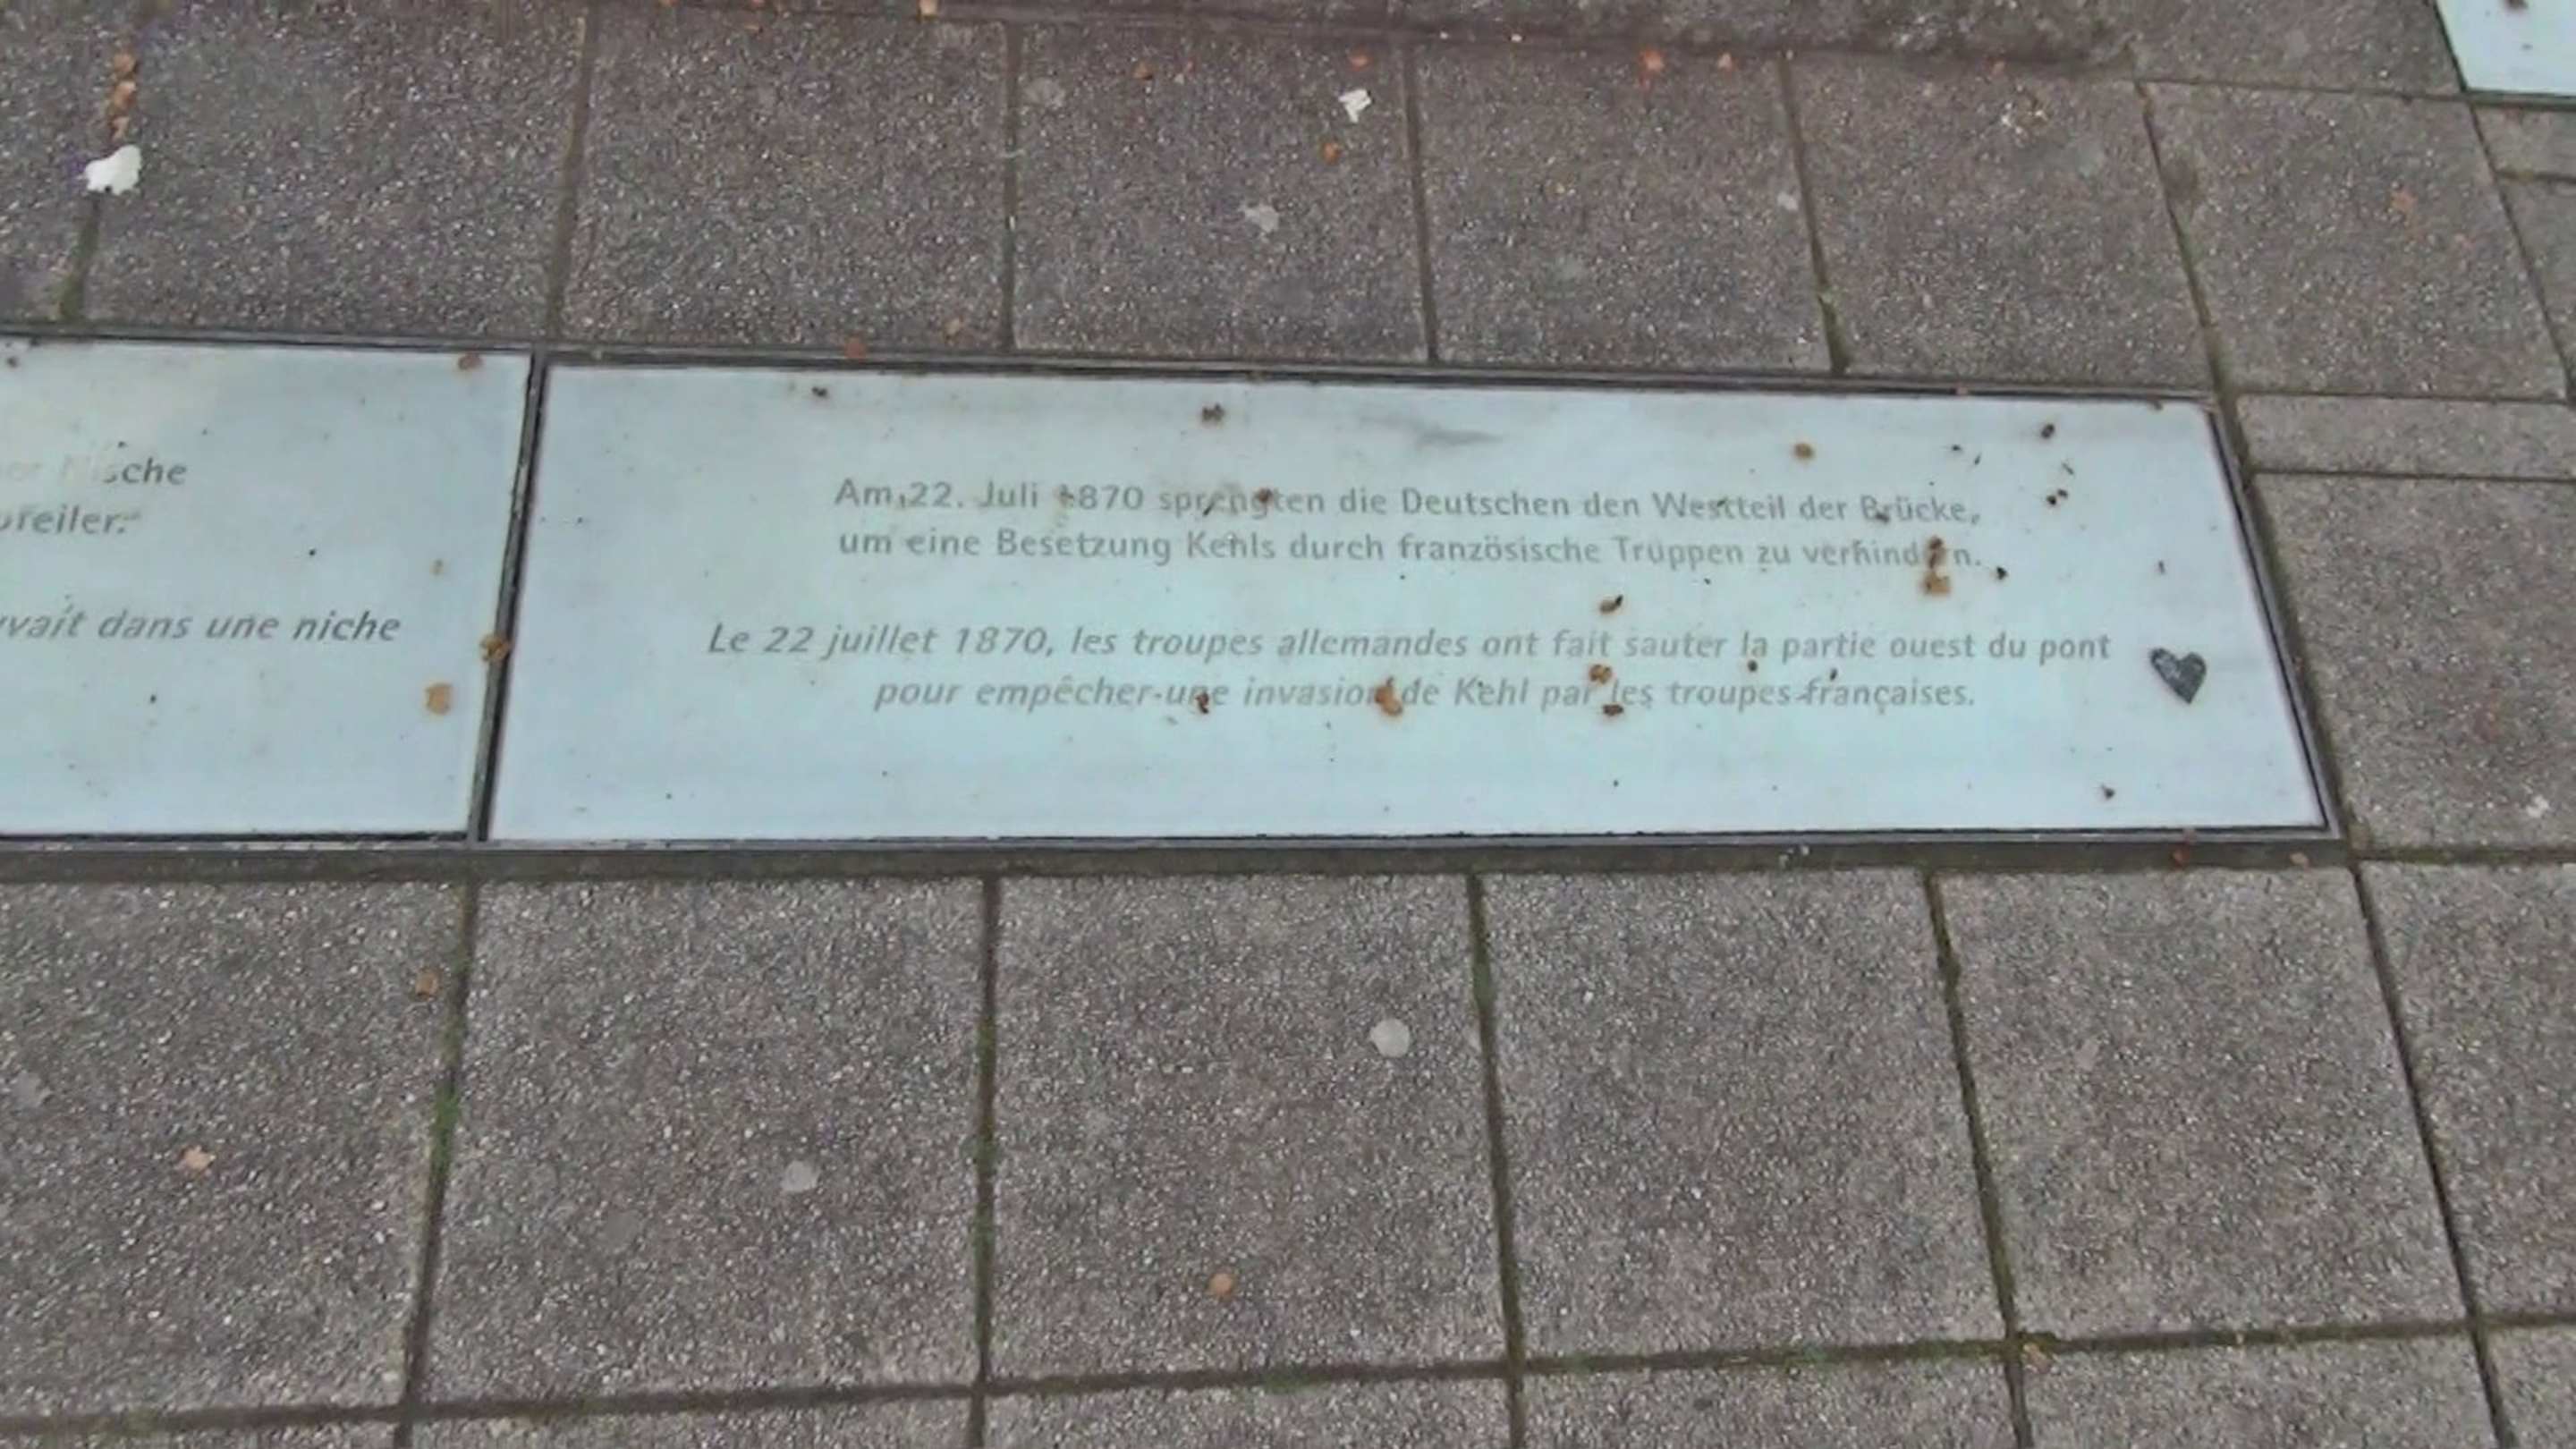 Nische
pfeiler.
dans une niche
Am 22. Juli 1870 sprengten die Deutschen den Westteil der Brücke,
um eine Besetzung Kehls durch französische Truppen zu verhindern.
Le 22 juillet 1870, les troupes allemandes ont fait sauter la partie ouest du pont
pour empêcher une invasion de Kehl par les troupes françaises.